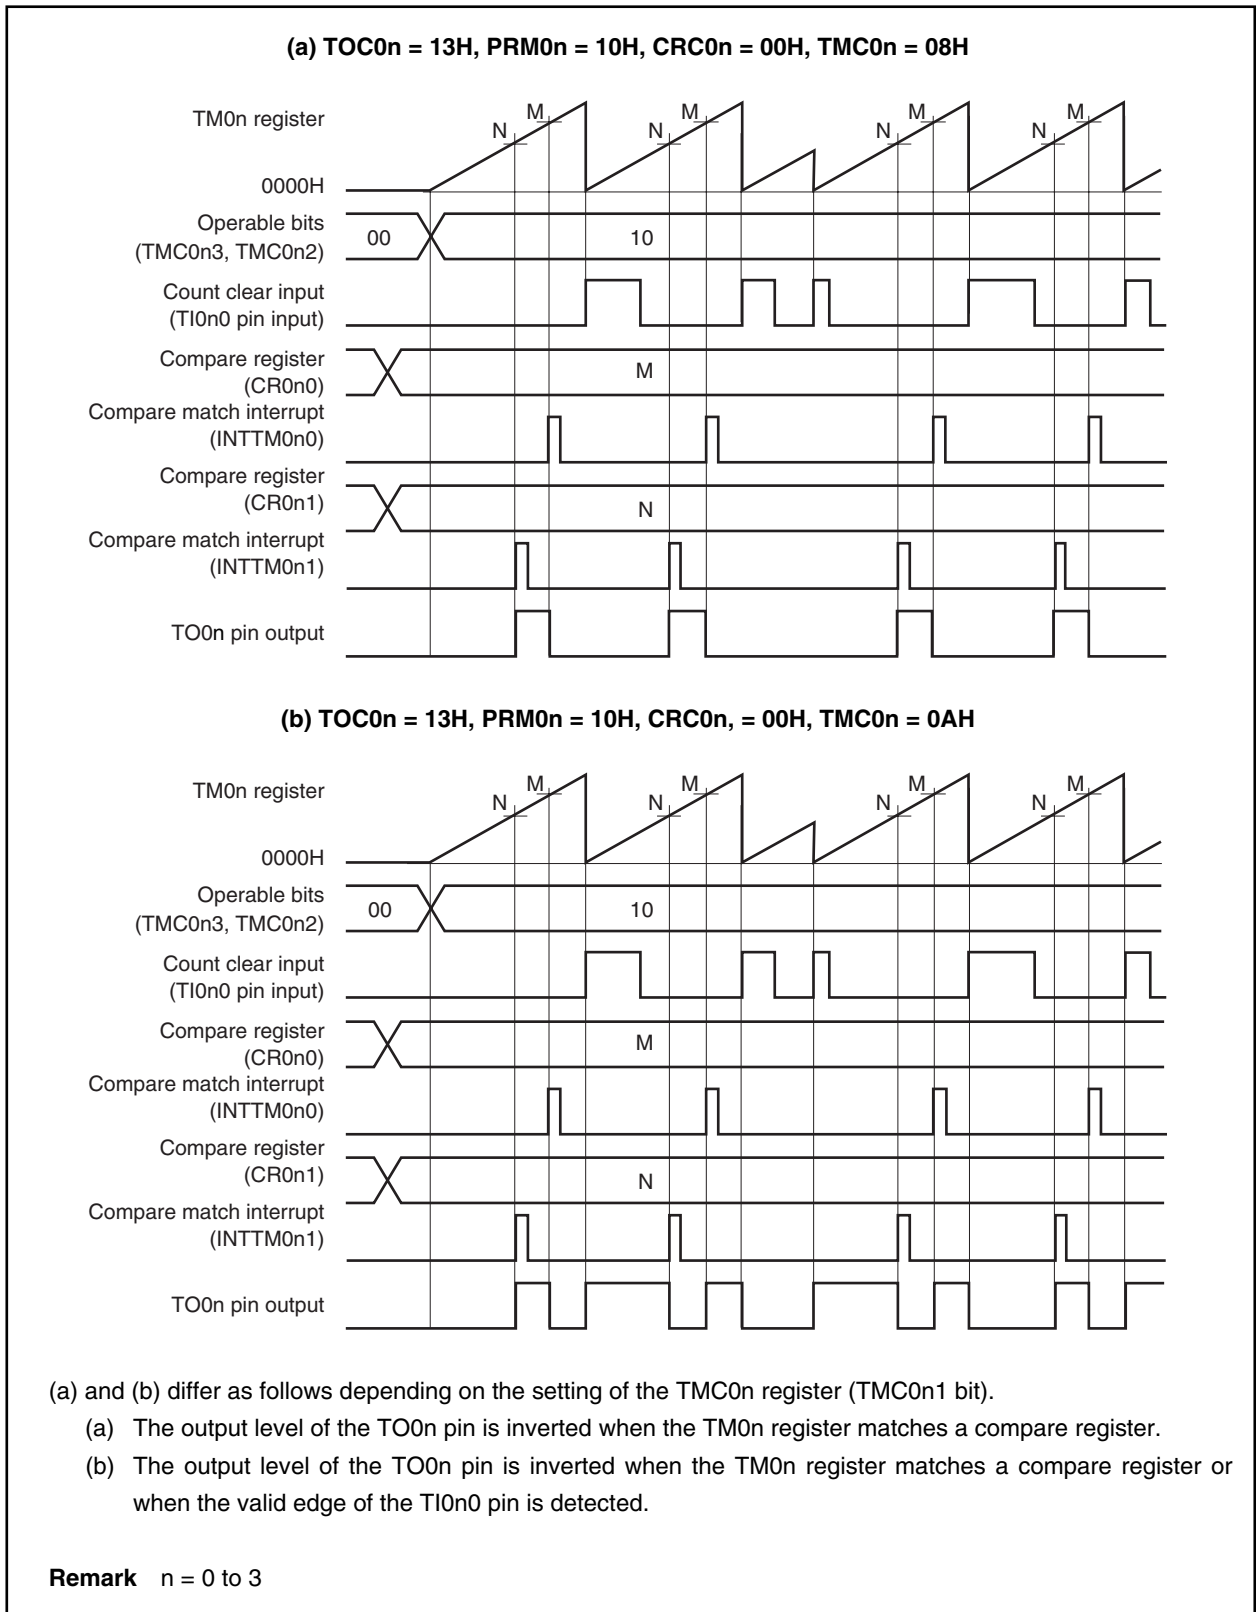 (a) TOC0n = 13H, PRM0n = 10H, CRC0n = 00H, TMC0n = 08H
TM0n register
M
N
M
N
M
N
M
N
0000H
Operable bits
(TMC0n3, TMC0n2)
00
10
Count clear input
(TI0n0 pin input)
Compare register
(CR0n0)
M
Compare match interrupt
(INTTM0n0)
Compare register
(CR0n1)
N
Compare match interrupt
(INTTM0n1)
TO0n pin output
(b) TOC0n = 13H, PRM0n = 10H, CRC0n, = 00H, TMC0n = 0AH
TM0n register
M
N
M
N
M
N
M
N
0000H
Operable bits
(TMC0n3, TMC0n2)
00
10
Count clear input
(TI0n0 pin input)
Compare register
(CR0n0)
M
Compare match interrupt
(INTTM0n0)
Compare register
(CR0n1)
N
Compare match interrupt
(INTTM0n1)
TO0n pin output
(a) and (b) differ as follows depending on the setting of the TMC0n register (TMC0n1 bit).
(a) The output level of the TO0n pin is inverted when the TM0n register matches a compare register.
(b) The output level of the TO0n pin is inverted when the TM0n register matches a compare register or
when the valid edge of the TI0n0 pin is detected.
Remark n = 0 to 3